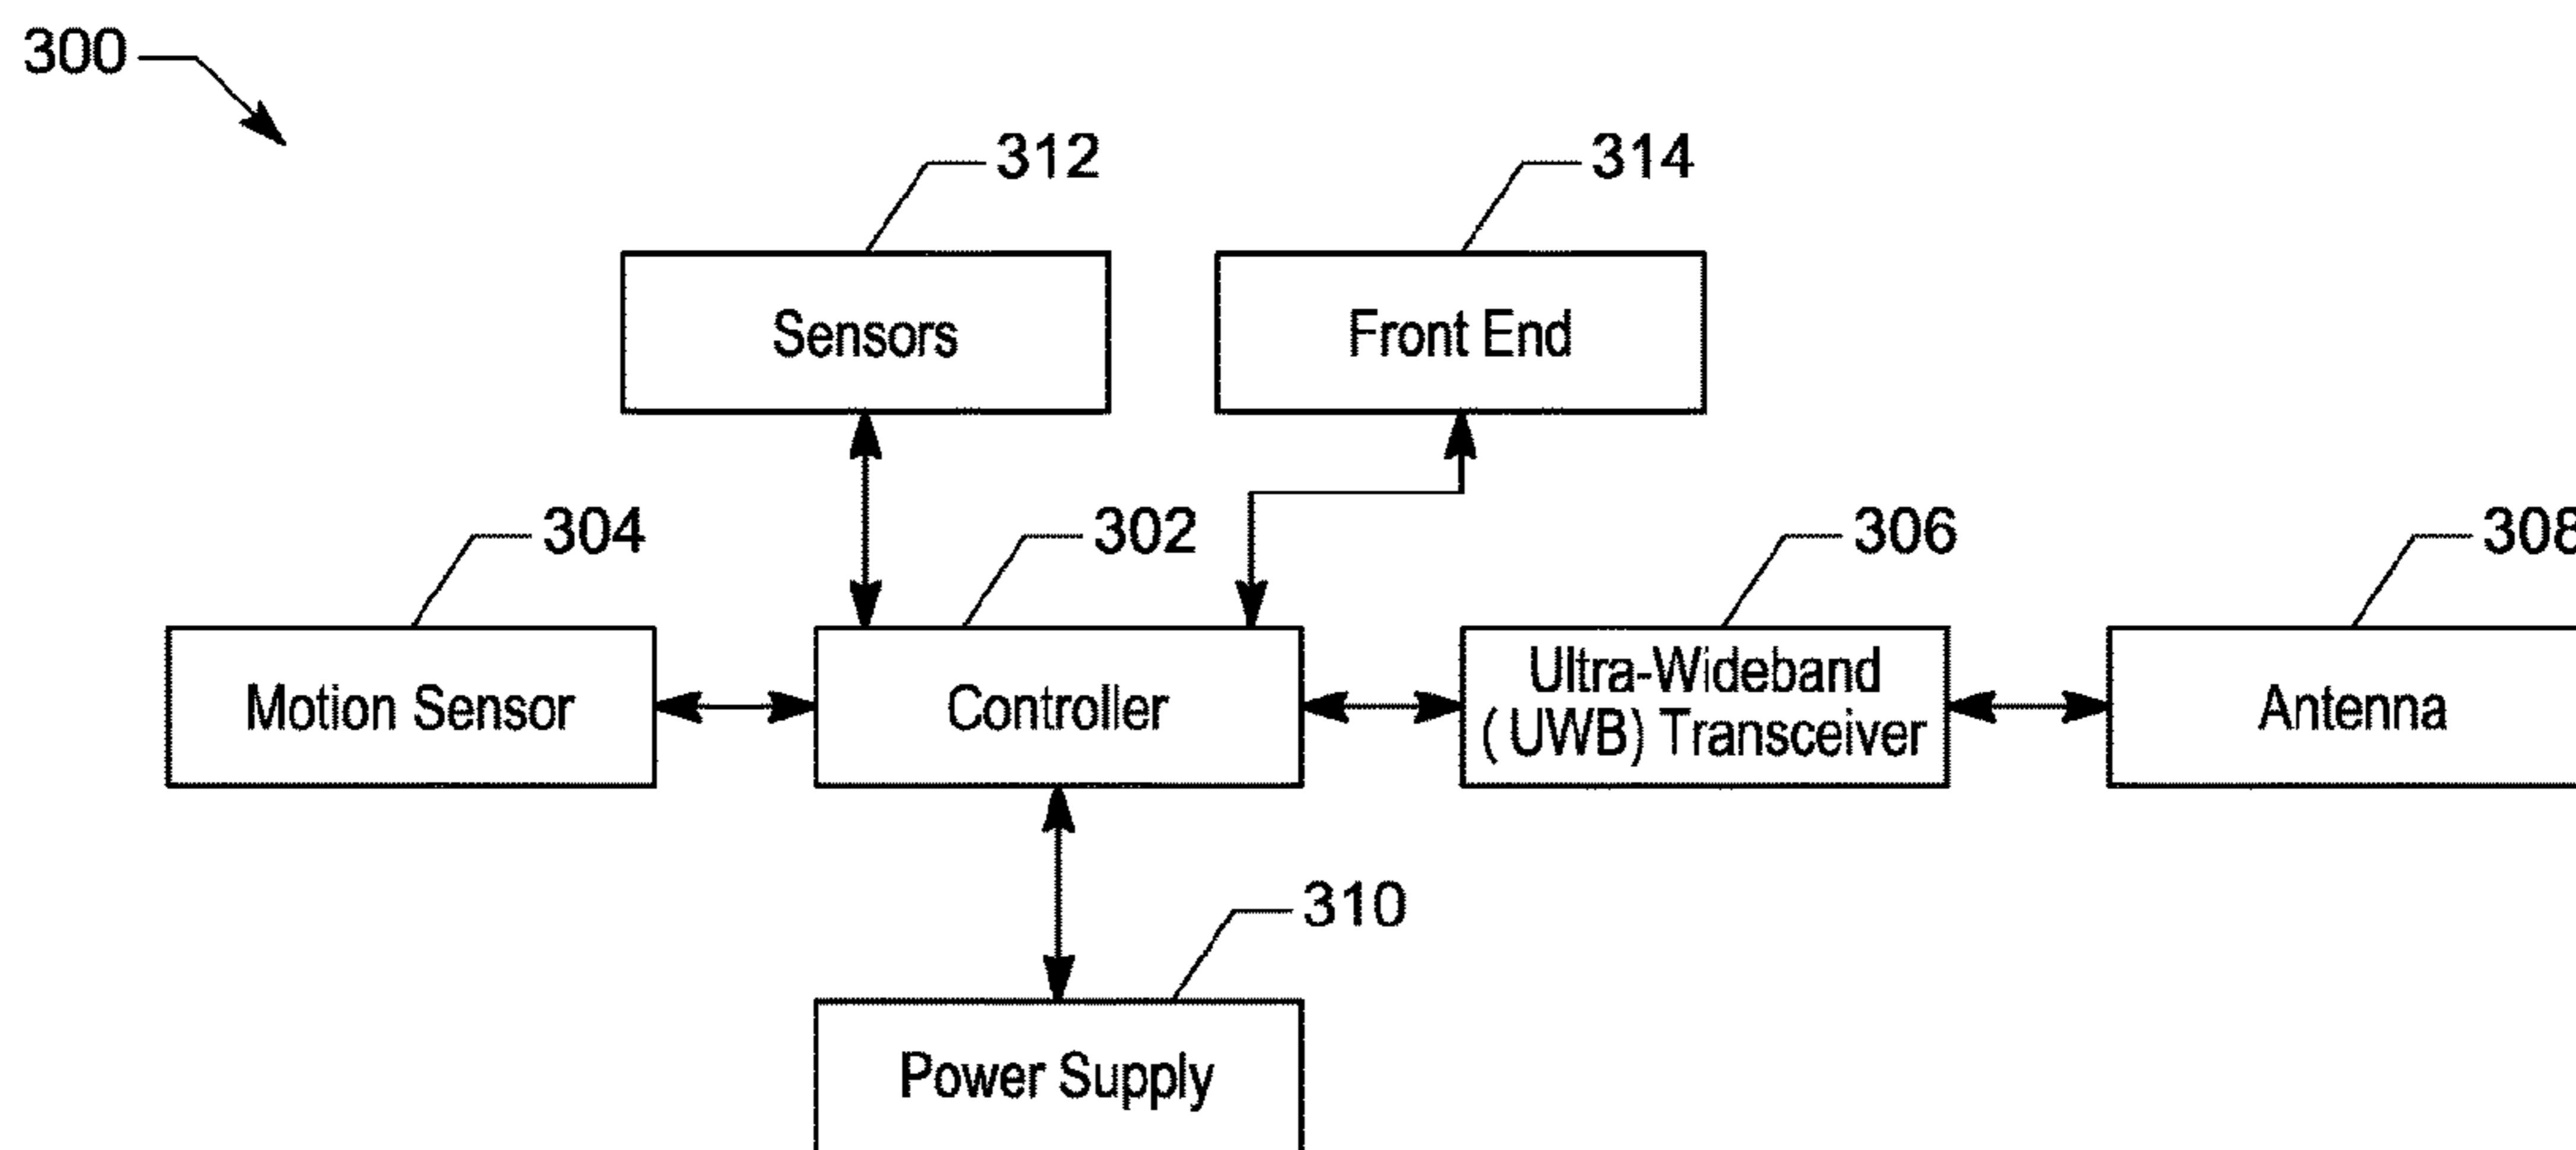 300
312
314
Sensors
Front End
304
302
306
308
Motion Sensor
Controller
Ultra-Wideband
( UWB) Transceiver
Antenna
310
Power Supply